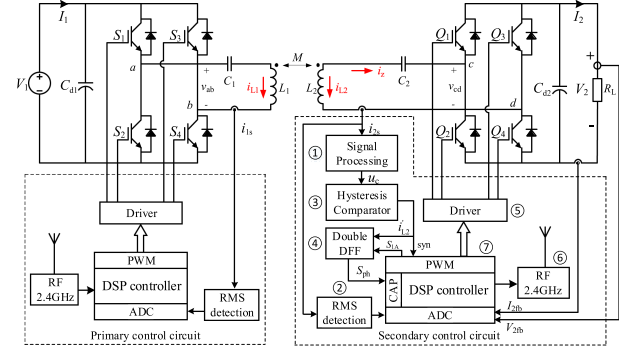 I1
S1
S3
M
Q1
Q3
I2
V1
Cd1
a
+
vab
-
b
C1
iL1
L1
L2
iL2
iz
C2
c
+
vcd
-
d
Cd2
+
V2
-
RL
S2
S4
i1s
i2s
Q2
Q4
① Signal Processing
uc
③ Hysteresis Comparator
iL2
④ Double DFF
S1A
syn
Sph
② RMS detection
Driver ⑤
⑦
PWM
CAP
DSP controller
ADC
⑥
RF 2.4GHz
I2fb
V2fb
Secondary control circuit
Driver
PWM
DSP controller
ADC
RF 2.4GHz
RMS detection
Primary control circuit